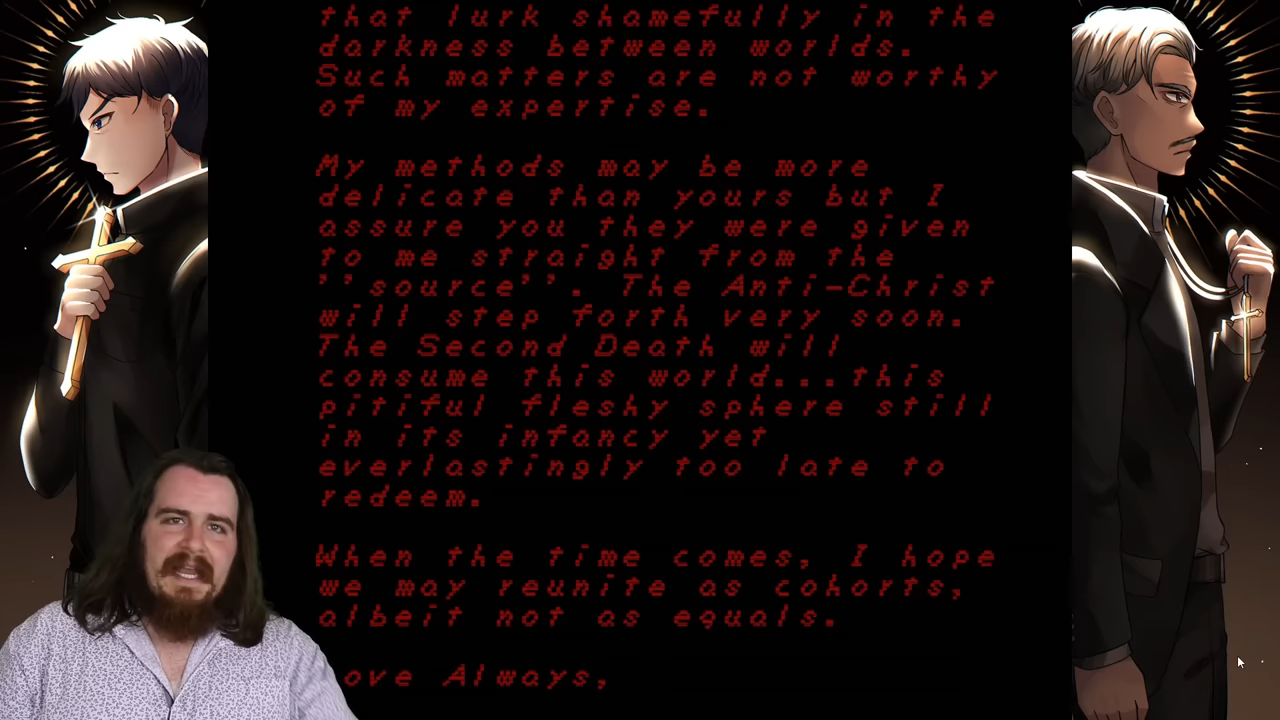 that lurk shamefully in the
darkness between worlds.
Such matters are not worthy
of my expertise.
My methods may be more
delicate than yours but I
assure you they were given
to me straight from the
''source''. The Anti-Christ
will step forth very soon.
The Second Death will
consume this world...this
pitiful fleshy sphere still
in its infancy yet
everlastingly too late to
redeem.
When the time comes, I hope
we may reunite as cohorts,
albeit not as equals.
ove Always,